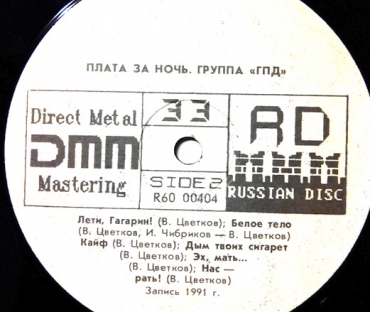 ПЛАТА ЗА НОЧЬ. ГРУППА «ГПД»
Direct Metal
DMM
Mastering
33
SIDE 2
R60 00404
RD
RUSSIAN DISC
Лети, Гагарин! (В. Цветков); Белое тело
(В. Цветков, И. Чибриков — В. Цветков)
Кайф (В. Цветков); Дым твоих сигарет
(В. Цветков); Эх, мать...
(В. Цветков); Нас —
рать! (В. Цветков)
Запись 1991 г.